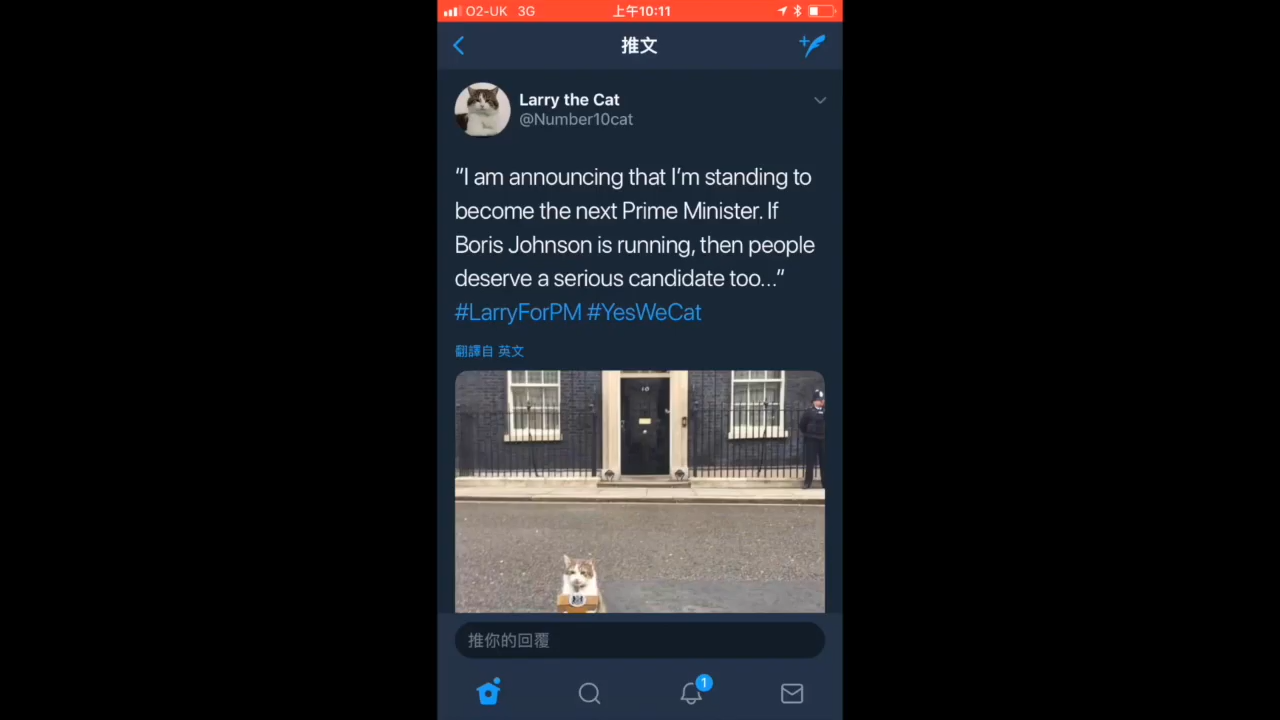 O2-UK 3G 上午10:11
推文
Larry the Cat
@Number10cat
“I am announcing that I’m standing to
become the next Prime Minister. If
Boris Johnson is running, then people
deserve a serious candidate too...”
#LarryForPM #YesWeCat
翻譯自 英文
10
推你的回覆
1